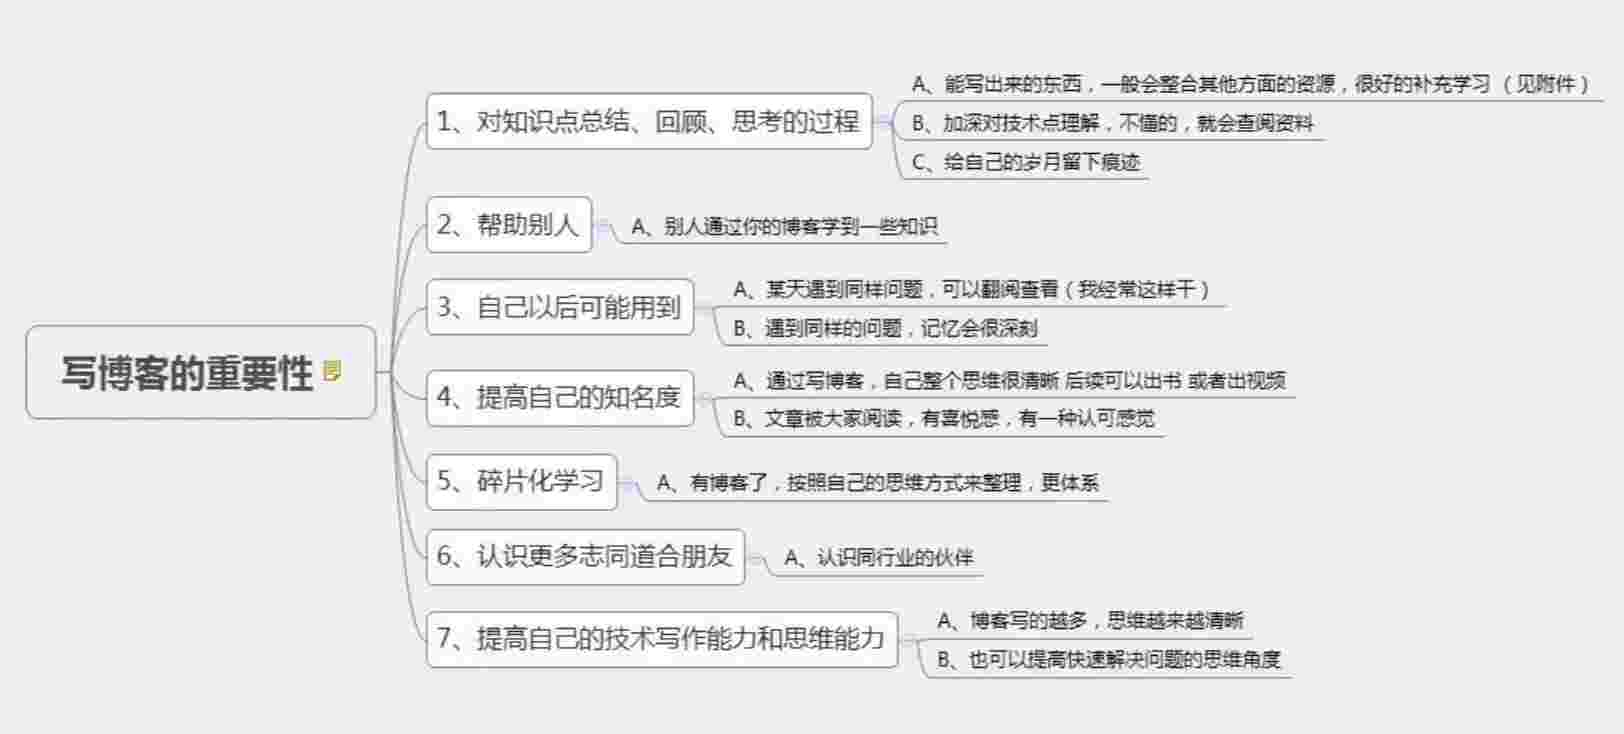 写博客的重要性
1、对知识点总结、回顾、思考的过程
A、能写出来的东西，一般会整合其他方面的资源，很好的补充学习 （见附件）
B、加深对技术点理解，不懂的，就会查阅资料
C、给自己的岁月留下痕迹
2、帮助别人
A、别人通过你的博客学到一些知识
3、自己以后可能用到
A、某天遇到同样问题，可以翻阅查看（我经常这样干）
B、遇到同样的问题，记忆会很深刻
4、提高自己的知名度
A、通过写博客，自己整个思维很清晰 后续可以出书 或者出视频
B、文章被大家阅读，有喜悦感，有一种认可感觉
5、碎片化学习
A、有博客了，按照自己的思维方式来整理，更体系
6、认识更多志同道合朋友
A、认识同行业的伙伴
7、提高自己的技术写作能力和思维能力
A、博客写的越多，思维越来越清晰
B、也可以提高快速解决问题的思维角度